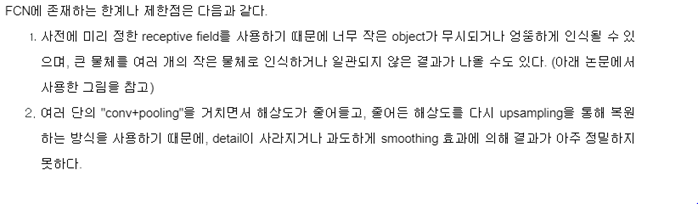 FCN에 존재하는 한계나 제한점은 다음과 같다.
1. 사전에 미리 정한 receptive field를 사용하기 때문에 너무 작은 object가 무시되거나 엉뚱하게 인식될 수 있
으며, 큰 물체를 여러 개의 작은 물체로 인식하거나 일관되지 않은 결과가 나올 수도 있다. (아래 논문에서
사용한 그림을 참고)
2. 여러 단의 "conv+pooling"을 거치면서 해상도가 줄어들고, 줄어든 해상도를 다시 upsampling을 통해 복원
하는 방식을 사용하기 때문에, detail이 사라지거나 과도하게 smoothing 효과에 의해 결과가 아주 정밀하지
못하다.